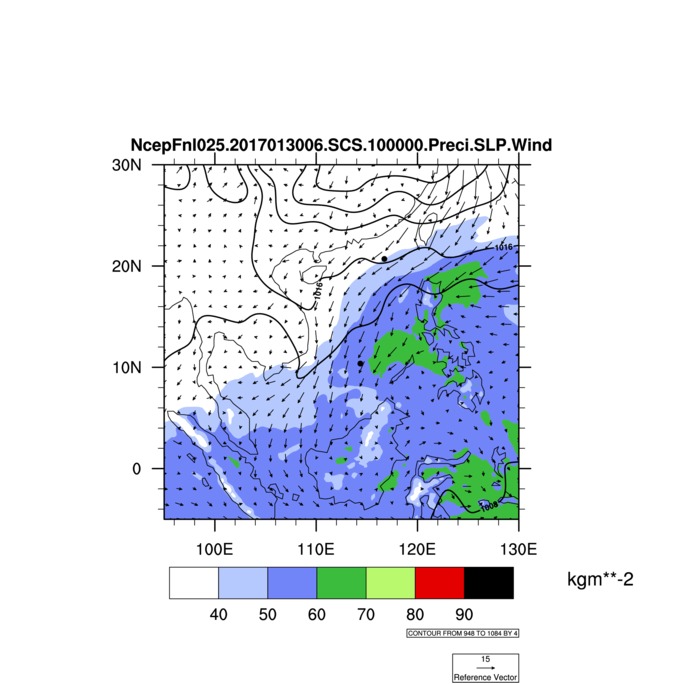 NcepFnl025.2017013006.SCS.100000.Preci.SLP.Wind
30N
20N
10N
0
1016
1016
1008
100E 110E 120E 130E
kgm**-2
40 50 60 70 80 90
CONTOUR FROM 948 TO 1084 BY 4
15
Reference Vector